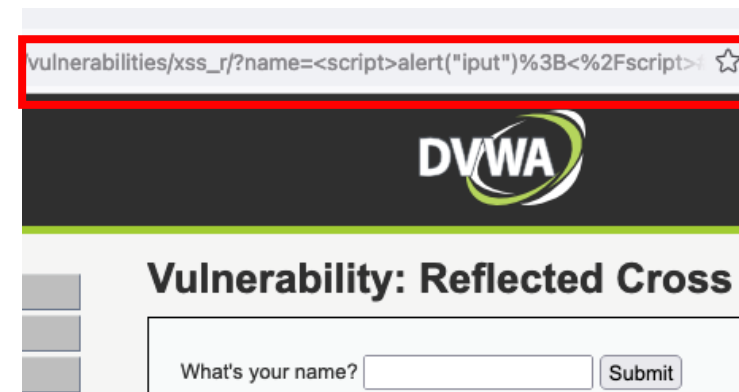 /vulnerabilities/xss_r/?name=<script>alert("iput")%3B<%2Fscript>
DVWA
Vulnerability: Reflected Cross
What's your name? Submit